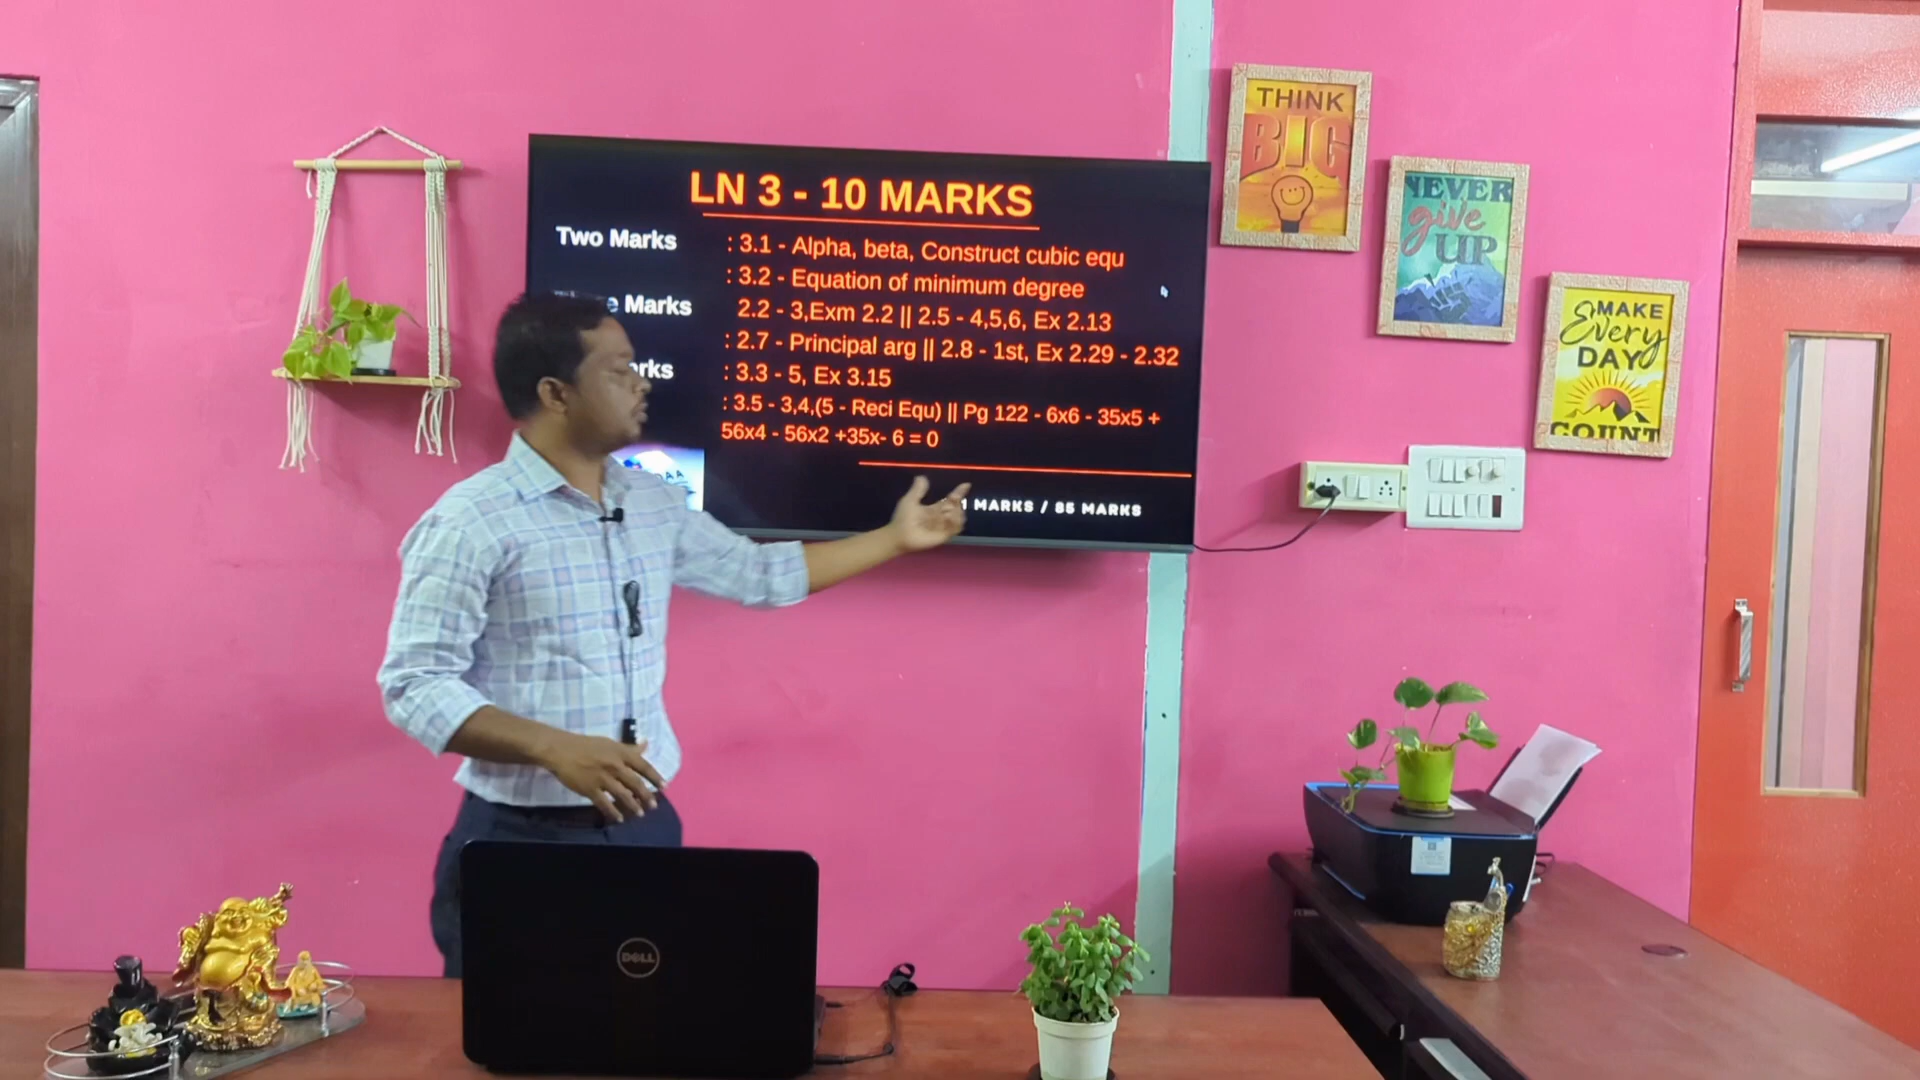 LN 3 - 10 MARKS
Two Marks : 3.1 - Alpha, beta, Construct cubic equ
: 3.2 - Equation of minimum degree
Marks 2.2 - 3,Exm 2.2 || 2.5 - 4,5,6, Ex 2.13
: 2.7 - Principal arg || 2.8 - 1st, Ex 2.29 - 2.32
: 3.3 - 5, Ex 3.15
: 3.5 - 3,4,(5 - Reci Equ) || Pg 122 - 6x6 - 35x5 +
56x4 - 56x2 +35x- 6 = 0
MARKS / 85 MARKS
THINK
BIG
NEVER
give
UP
MAKE
Every
DAY
COUNT
DELL